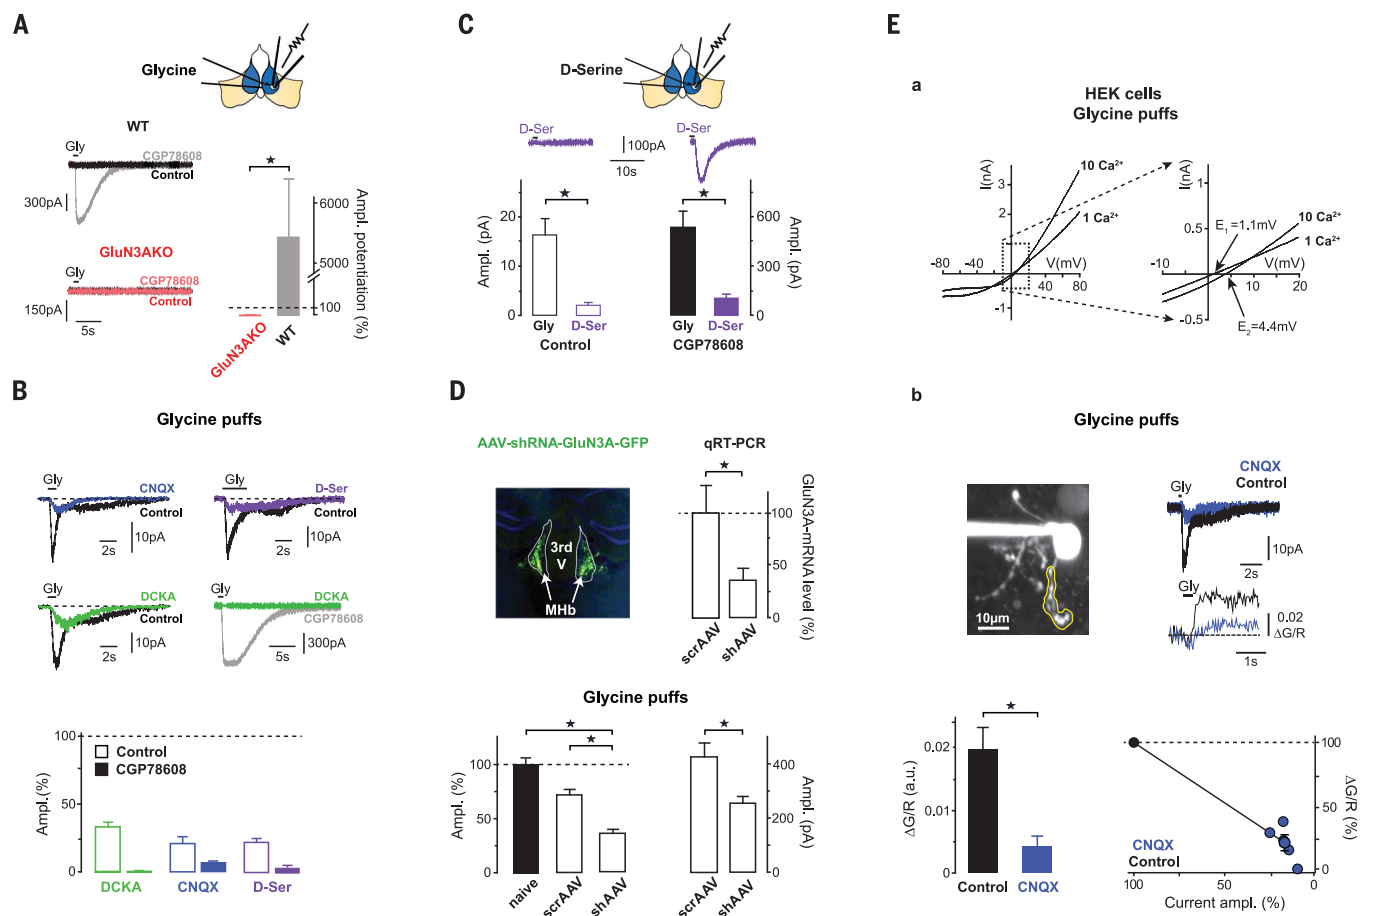 A
Glycine
WT
Gly
CGP78608
Control
300pA
GluN3AKO
Gly
CGP78608
Control
150pA
5s
★
6000
5000
100
Ampl. potentiation (%)
GluN3AKO
WT
B
Glycine puffs
Gly
CNQX
Control
10pA
2s
Gly
D-Ser
Control
10pA
2s
Gly
DCKA
Control
10pA
2s
Gly
DCKA
CGP78608
300pA
5s
100
50
0
Ampl.(%)
Control
CGP78608
DCKA
CNQX
D-Ser
C
D-Serine
D-Ser
100pA
10s
D-Ser
★
20
10
0
Ampl. (pA)
Gly
D-Ser
Control
★
600
300
0
Ampl. (pA)
Gly
D-Ser
CGP78608
D
AAV-shRNA-GluN3A-GFP
3rd
V
MHb
qRT-PCR
★
100
50
0
GluN3A-mRNA level (%)
scrAAV
shAAV
Glycine puffs
★
★
100
50
0
Ampl. (%)
naive
scrAAV
shAAV
★
400
200
0
Ampl. (pA)
scrAAV
shAAV
E
a
HEK cells
Glycine puffs
I(nA)
3
2
-1
-80
-40
40
80
V(mV)
10 Ca²⁺
1 Ca²⁺
I(nA)
1
0.5
-0.5
-10
10
20
V(mV)
E₁=1.1mV
10 Ca²⁺
1 Ca²⁺
E₂=4.4mV
b
Glycine puffs
10µm
CNQX
Control
Gly
10pA
2s
Gly
0.02
ΔG/R
1s
★
0.02
0.01
0
ΔG/R (a.u.)
Control
CNQX
100
50
0
ΔG/R (%)
CNQX
Control
100
50
0
Current ampl. (%)